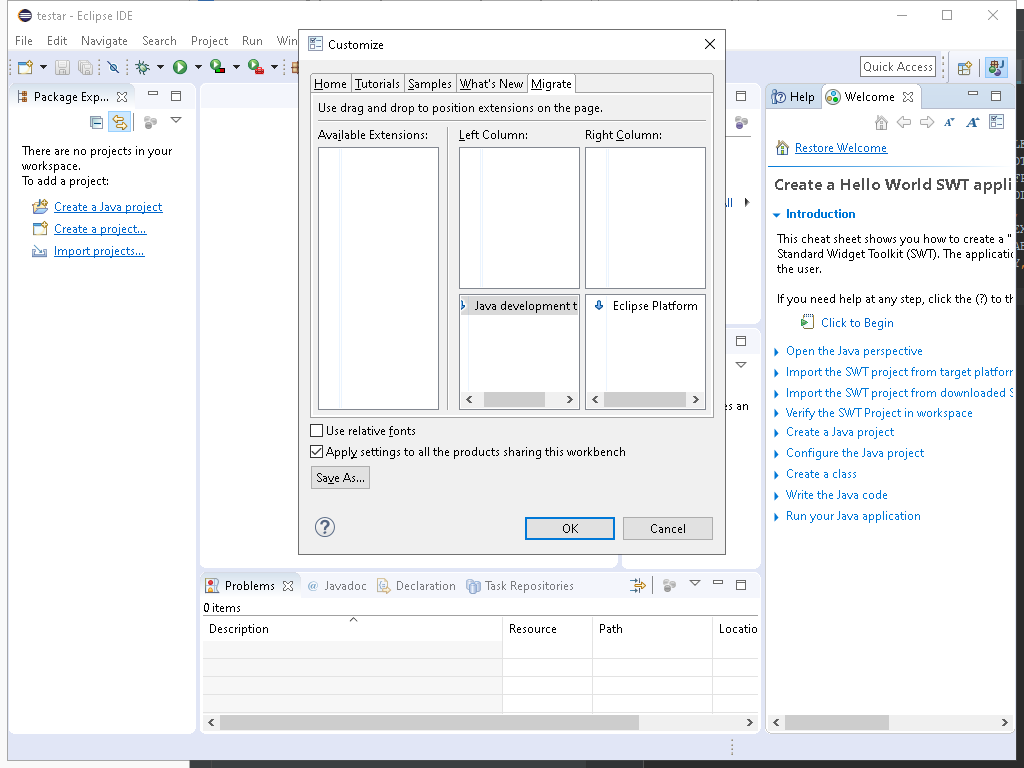 testar - Eclipse IDE
File Edit Navigate Search Project Run Win
Quick Access
Package Exp...
There are no projects in your
workspace.
To add a project:
Create a Java project
Create a project...
Import projects...
Customize
Home Tutorials Samples What's New Migrate
Use drag and drop to position extensions on the page.
Available Extensions: Left Column: Right Column:
Java development t
Eclipse Platform
Use relative fonts
Apply settings to all the products sharing this workbench
Save As...
?
OK Cancel
All
es an
Help Welcome
Restore Welcome
Create a Hello World SWT appli
Introduction
This cheat sheet shows you how to create a "
Standard Widget Toolkit (SWT). The applicatio
the user.
If you need help at any step, click the (?) to th
Click to Begin
Open the Java perspective
Import the SWT project from target platform
Import the SWT project from downloaded S
Verify the SWT Project in workspace
Create a Java project
Configure the Java project
Create a class
Write the Java code
Run your Java application
Problems @ Javadoc Declaration Task Repositories
0 items
Description Resource Path Locatio